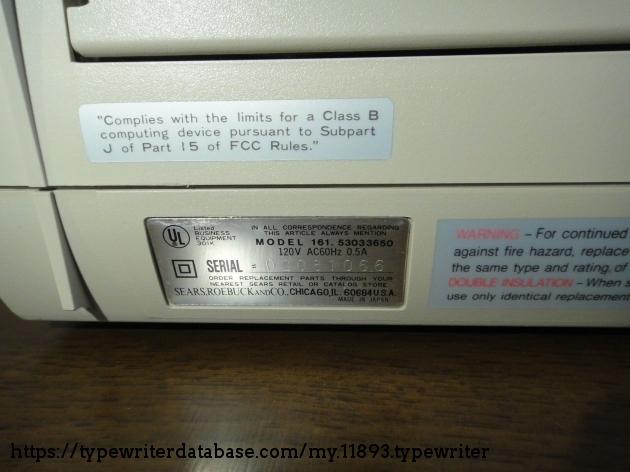 "Complies with the limits for a Class B
computing device pursuant to Subpart
J of Part 15 of FCC Rules."
UL
Listed
BUSINESS
EQUIPMENT
301K
IN ALL CORRESPONDENCE REGARDING
THIS ARTICLE ALWAYS MENTION
MODEL 161. 53033650
120V AC60Hz 0.5A
SERIAL
ORDER REPLACEMENT PARTS THROUGH YOUR
NEAREST SEARS RETAIL OR CATALOG STORE
SEARS, ROEBUCK AND CO., CHICAGO, IL. 60684 U.S.A.
MADE IN JAPAN
WARNING – For continued
against fire hazard, replace
the same type and rating, of
DOUBLE INSULATION – When s
use only identical replacement
https://typewriterdatabase.com/my.11893.typewriter